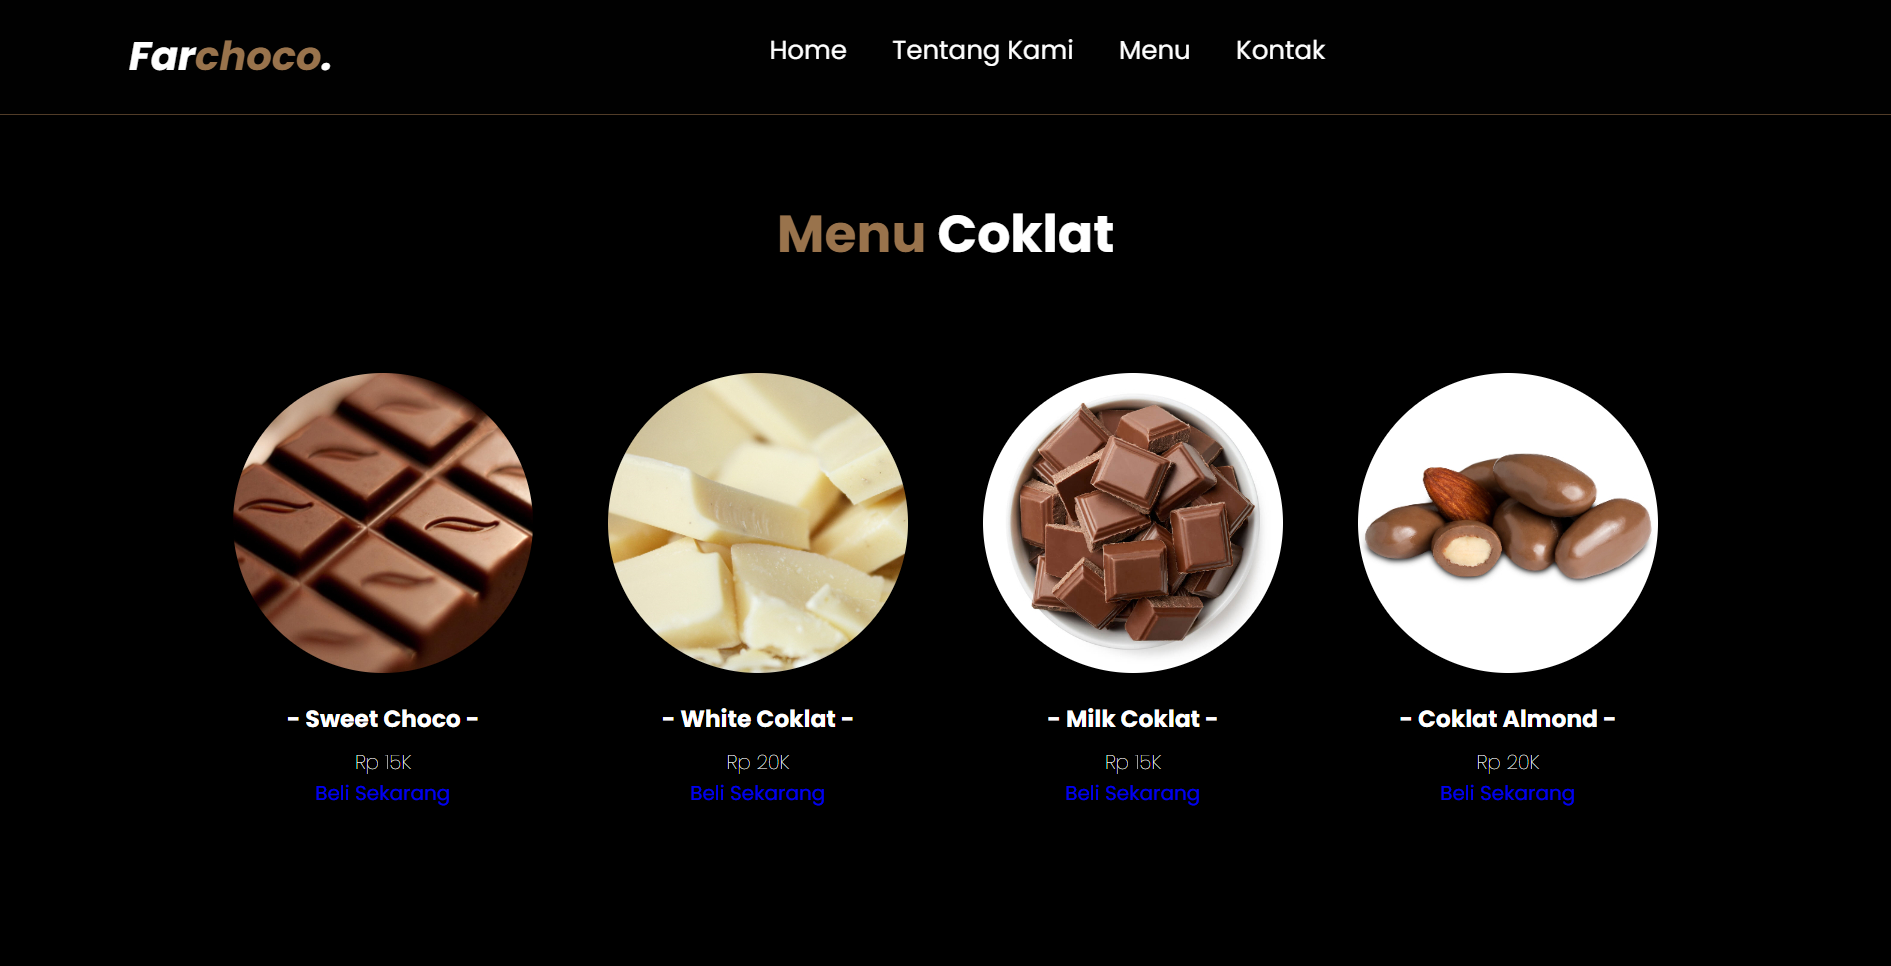 Farchoco.
Home Tentang Kami Menu Kontak
Menu Coklat
- Sweet Choco -
Rp 15K
Beli Sekarang
- White Coklat -
Rp 20K
Beli Sekarang
- Milk Coklat -
Rp 15K
Beli Sekarang
- Coklat Almond -
Rp 20K
Beli Sekarang